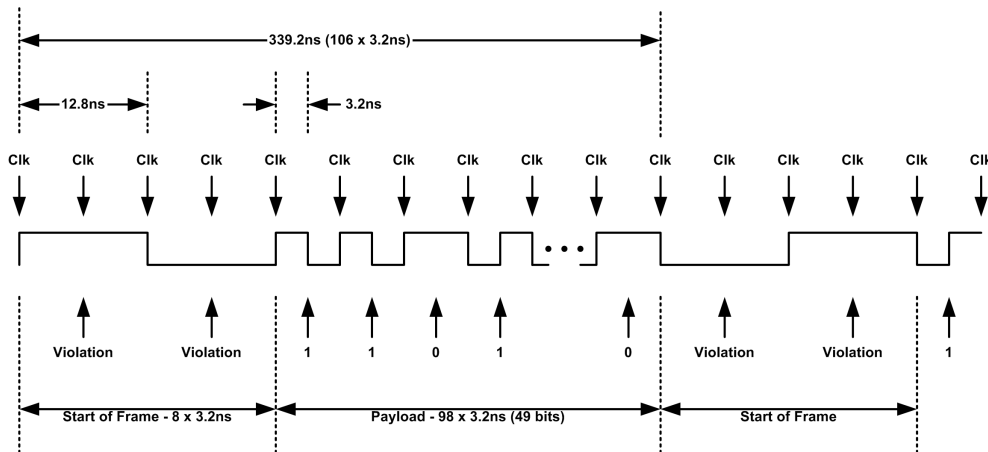 339.2ns (106 x 3.2ns)
12.8ns 3.2ns
Clk Clk Clk Clk Clk Clk Clk Clk Clk Clk Clk Clk Clk Clk Clk Clk
Violation Violation 1 1 0 1 0 Violation Violation 1
Start of Frame - 8 x 3.2ns Payload - 98 x 3.2ns (49 bits) Start of Frame